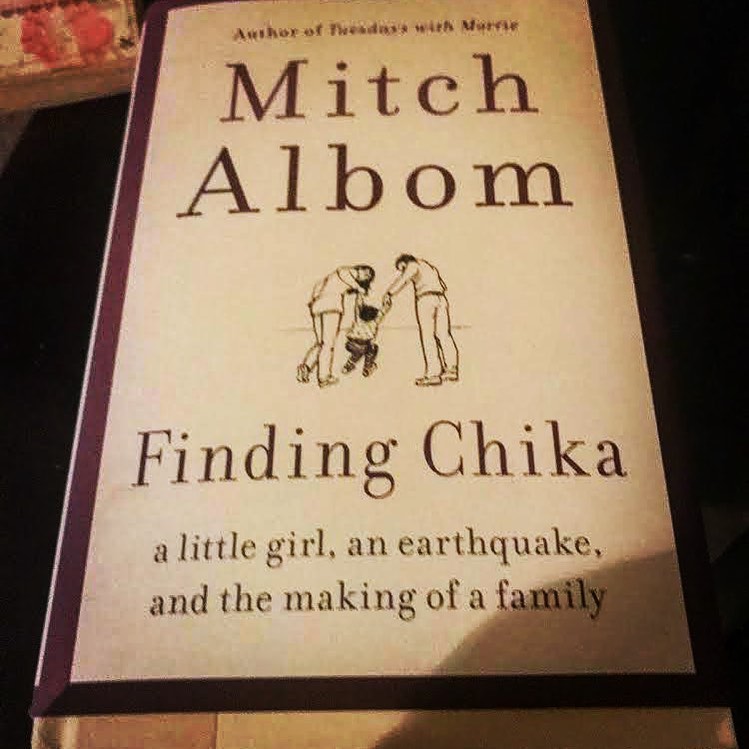 Author of Tuesdays with Morrie
Mitch
Albom
Finding Chika
a little girl, an earthquake,
and the making of a family